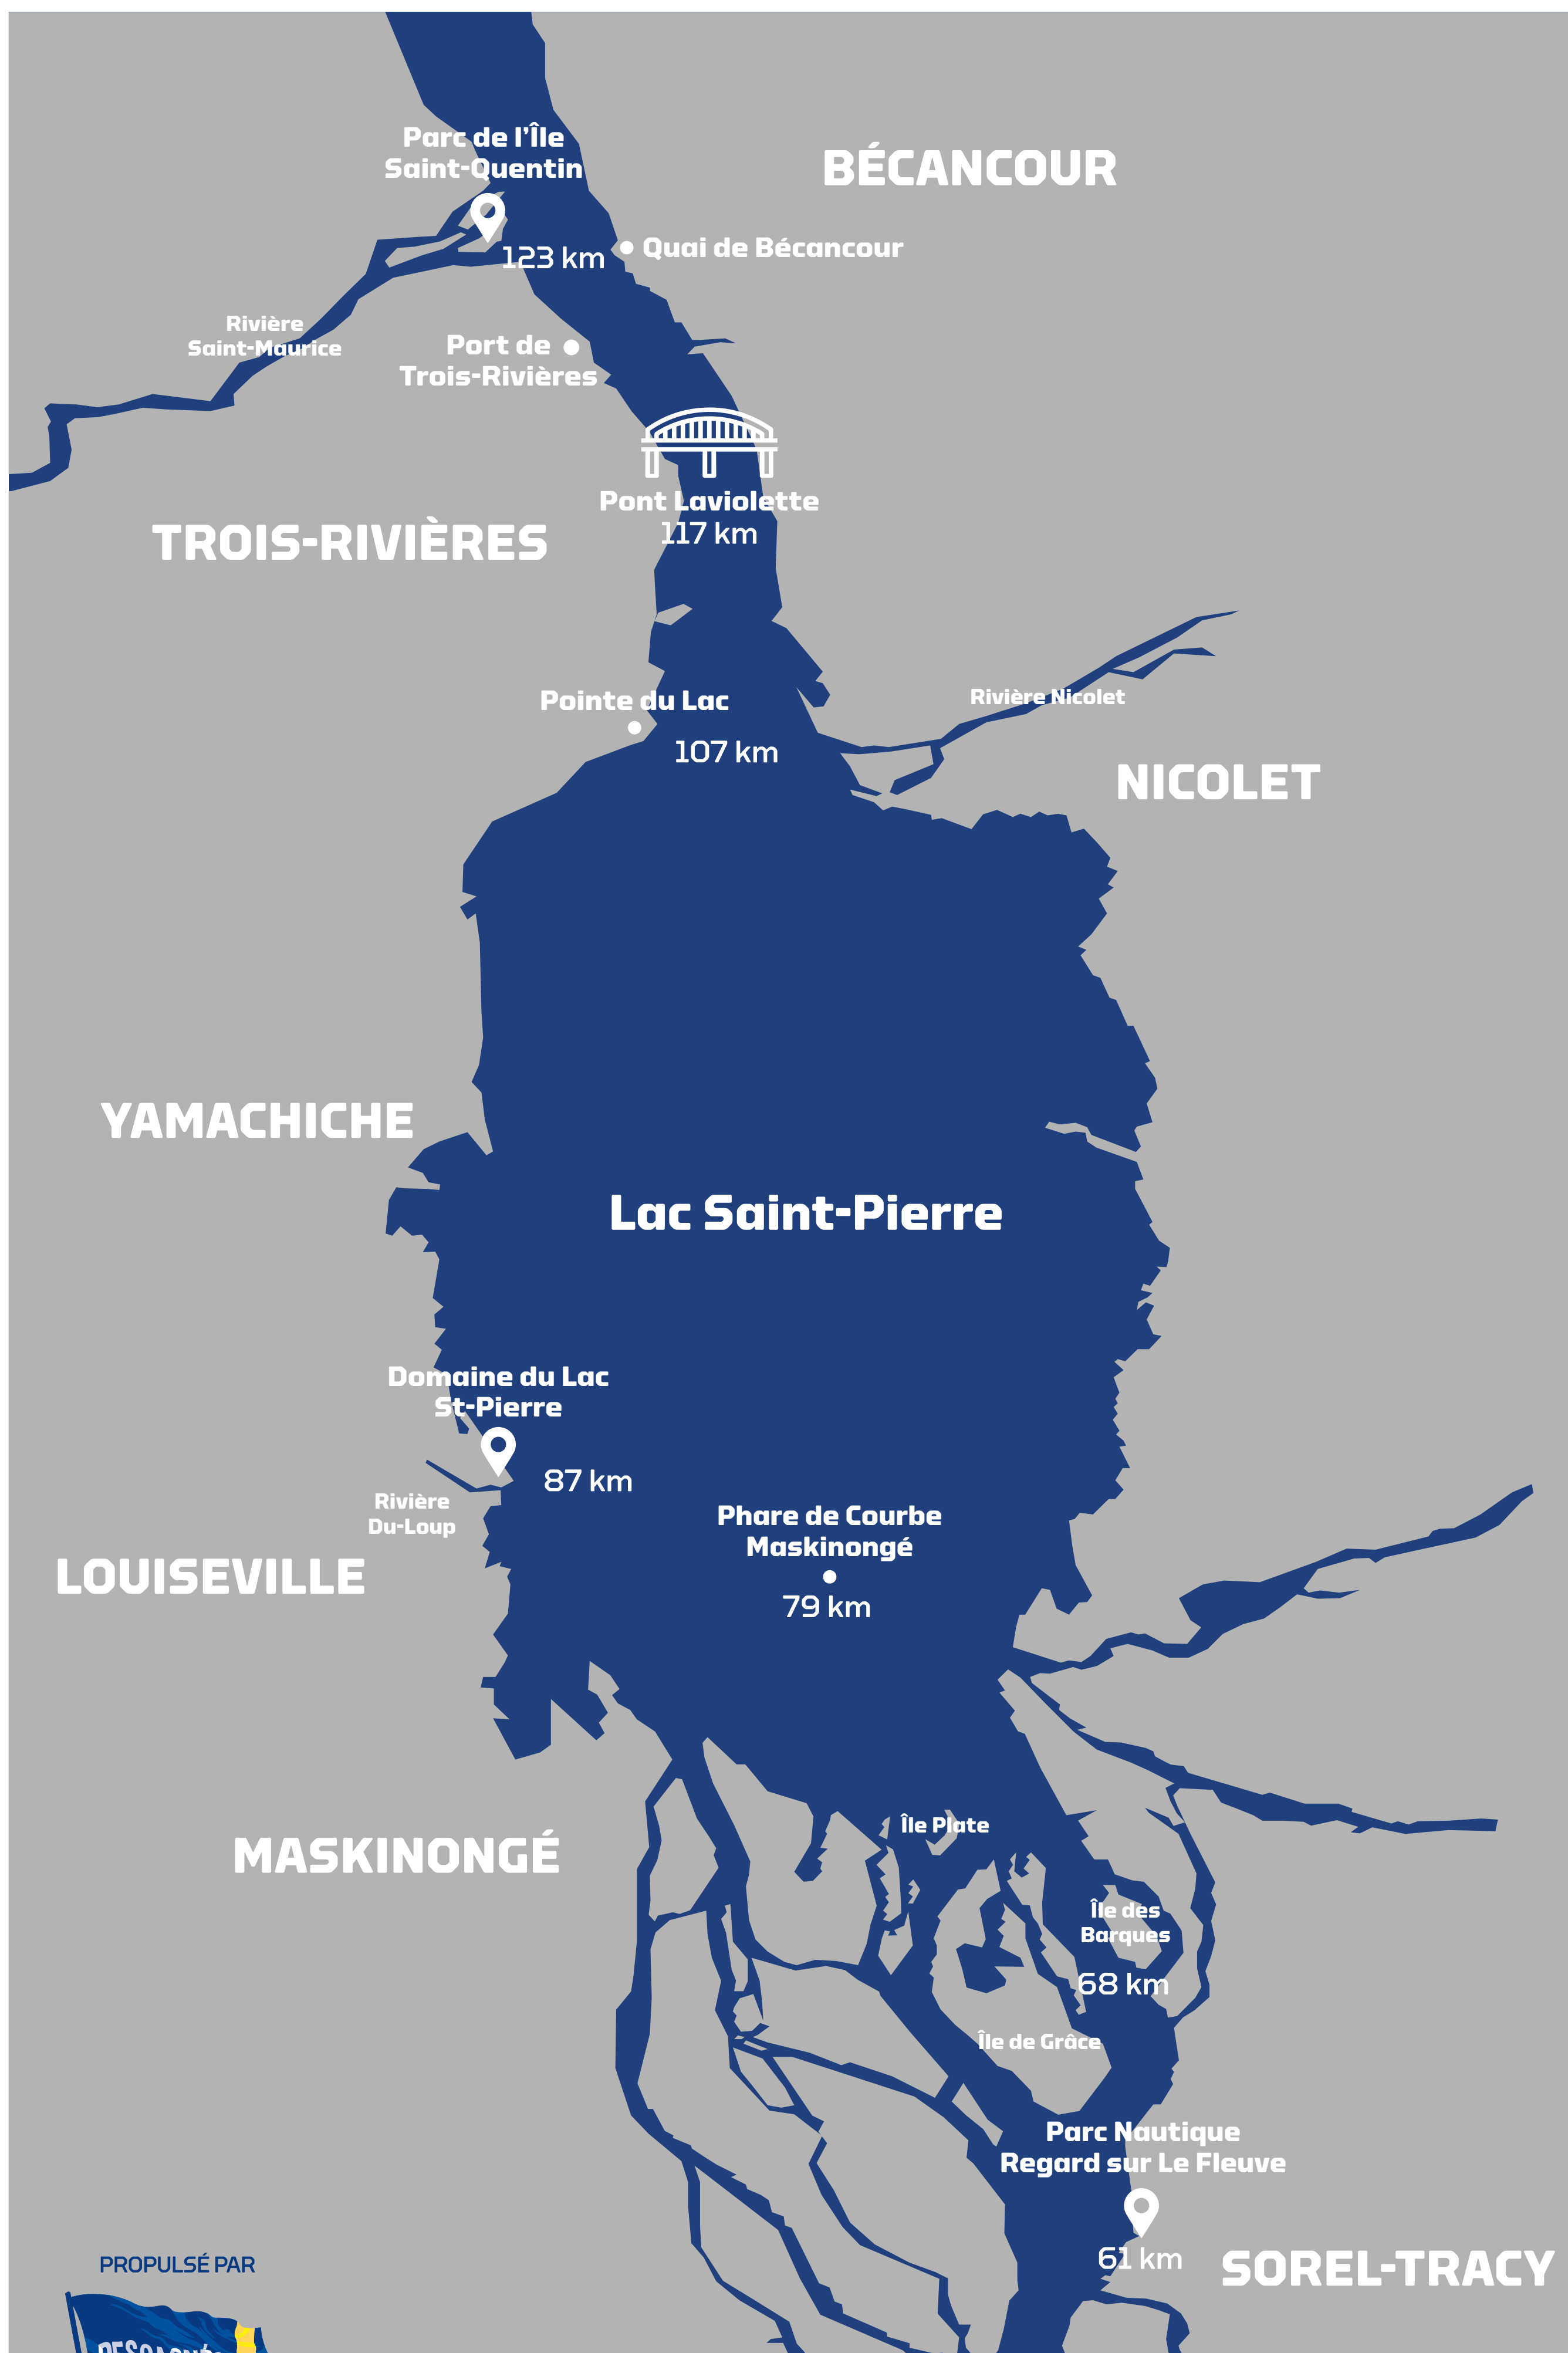 Parc de l'Île
Saint-Quentin
BÉCANCOUR
123 km
Quai de Bécancour
Rivière
Saint-Maurice
Port de
Trois-Rivières
TROIS-RIVIÈRES
Pont Laviolette
117 km
Pointe du Lac
107 km
Rivière Nicolet
NICOLET
YAMACHICHE
Lac Saint-Pierre
Domaine du Lac
St-Pierre
87 km
Rivière
Du-Loup
LOUISEVILLE
Phare de Courbe
Maskinongé
79 km
MASKINONGÉ
Île Plate
Île des
Barques
68 km
Île de Grâce
Parc Nautique
Regard sur Le Fleuve
61 km
SOREL-TRACY
PROPULSÉ PAR